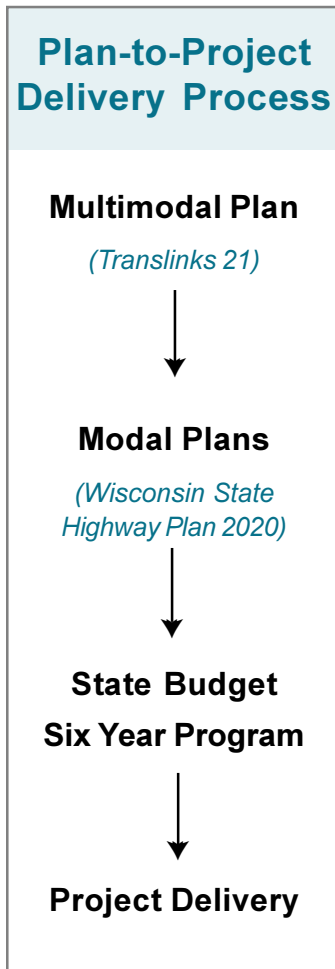 Plan-to-Project
Delivery Process
Multimodal Plan
(Translinks 21)
Modal Plans
(Wisconsin State
Highway Plan 2020)
State Budget
Six Year Program
Project Delivery